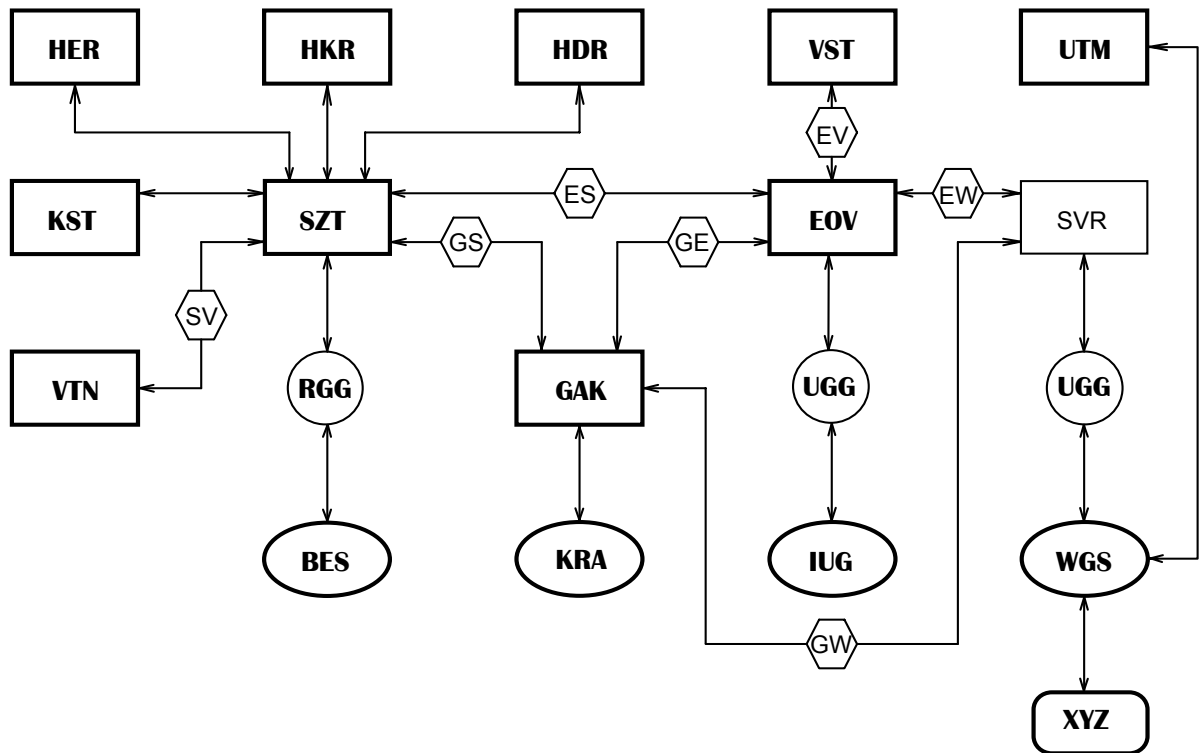 HER
HKR
HDR
VST
UTM
EV
KST
SZT
ES
EOV
EW
SVR
GS
GE
SV
VTN
RGG
GAK
UGG
UGG
BES
KRA
IUG
WGS
GW
XYZ